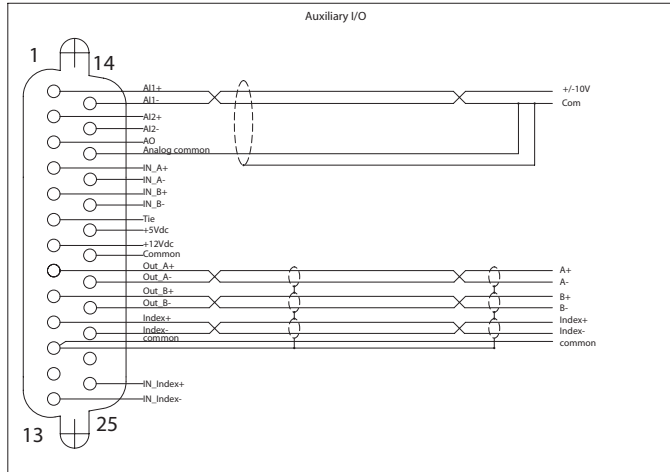 Auxiliary I/O
1
14
AI1+
+/-10V
AI1-
Com
AI2+
AI2-
AO
Analog common
IN_A+
IN_A-
IN_B+
IN_B-
Tie
+5Vdc
+12Vdc
Common
Out_A+
A+
Out_A-
A-
Out_B+
B+
Out_B-
B-
Index+
Index+
Index-
Index-
common
common
IN_Index+
IN_Index-
13
25